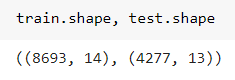 train.shape, test.shape
((8693, 14), (4277, 13))